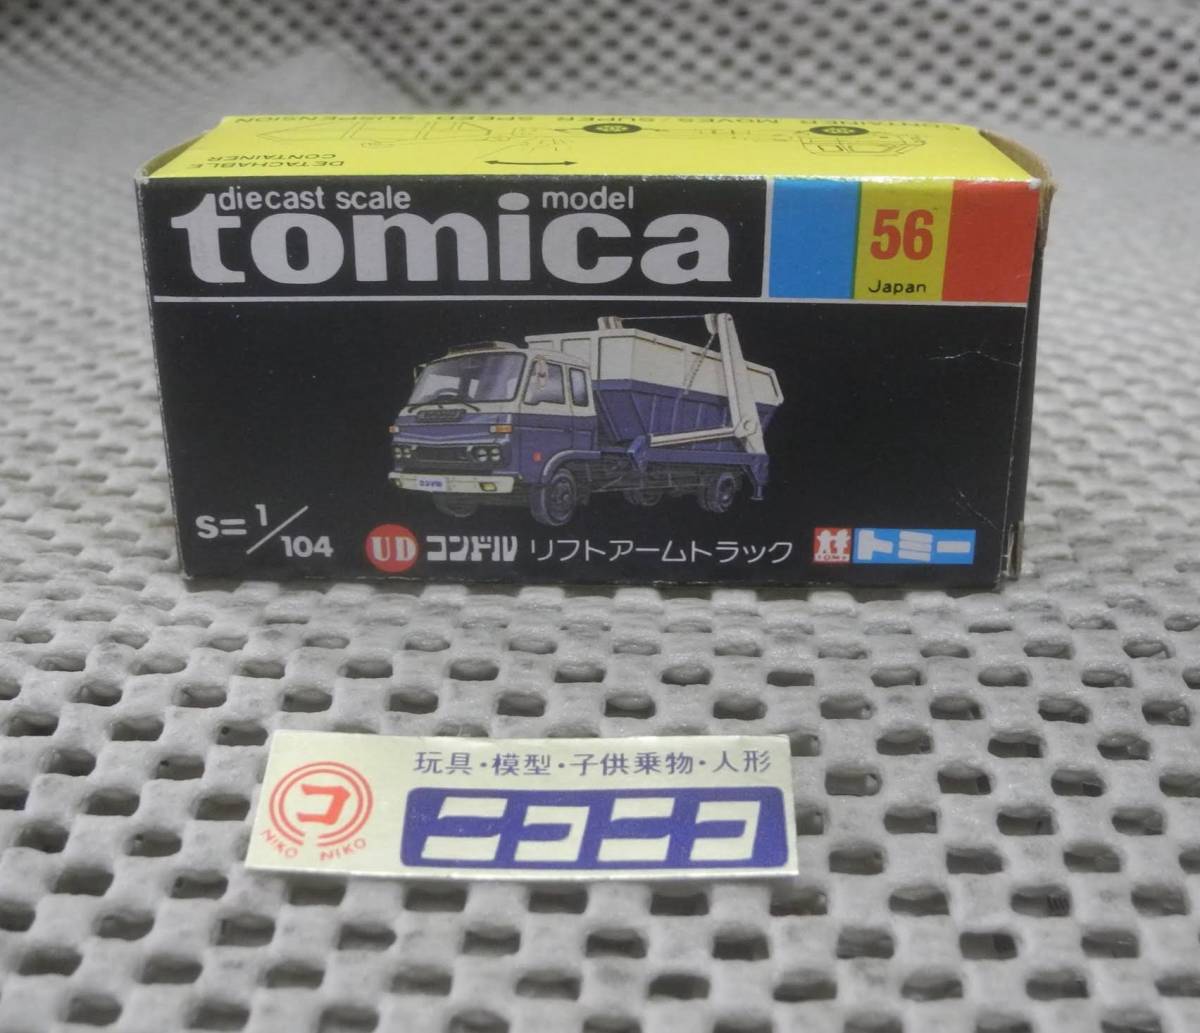 CONTAINER MOVES/SUPER SPEED SUSPENSION
DETACHABLE
CONTAINER
diecast scale model
tomica
56
Japan
S=1/104
UD コンドル リフトアームトラック
TOMY トミー
玩具・模型・子供乗物・人形
コ
NIKO NIKO
ニコニコ